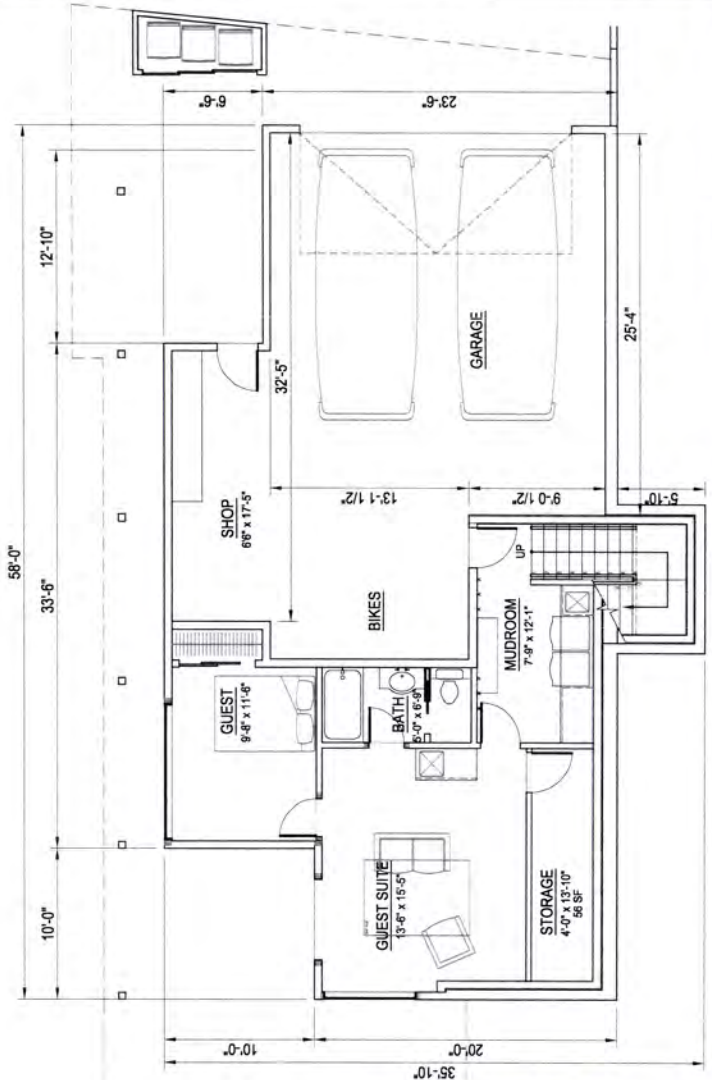 58'-0"
33'-6"
12'-10"
10'-0"
6'-6"
23'-6"
32'-5"
25'-4"
GARAGE
SHOP
6'6" x 17'-5"
13'-1 1/2"
9'-0 1/2"
5'-10"
BIKES
UP
MUDROOM
7'-9" x 12'-1"
GUEST
9'-8" x 11'-6"
BATH
5'-0" x 6'-9"
GUEST SUITE
13'-6" x 15'-5"
STORAGE
4'-0" x 13'-10"
56 SF
10'-0"
20'-0"
35'-10"